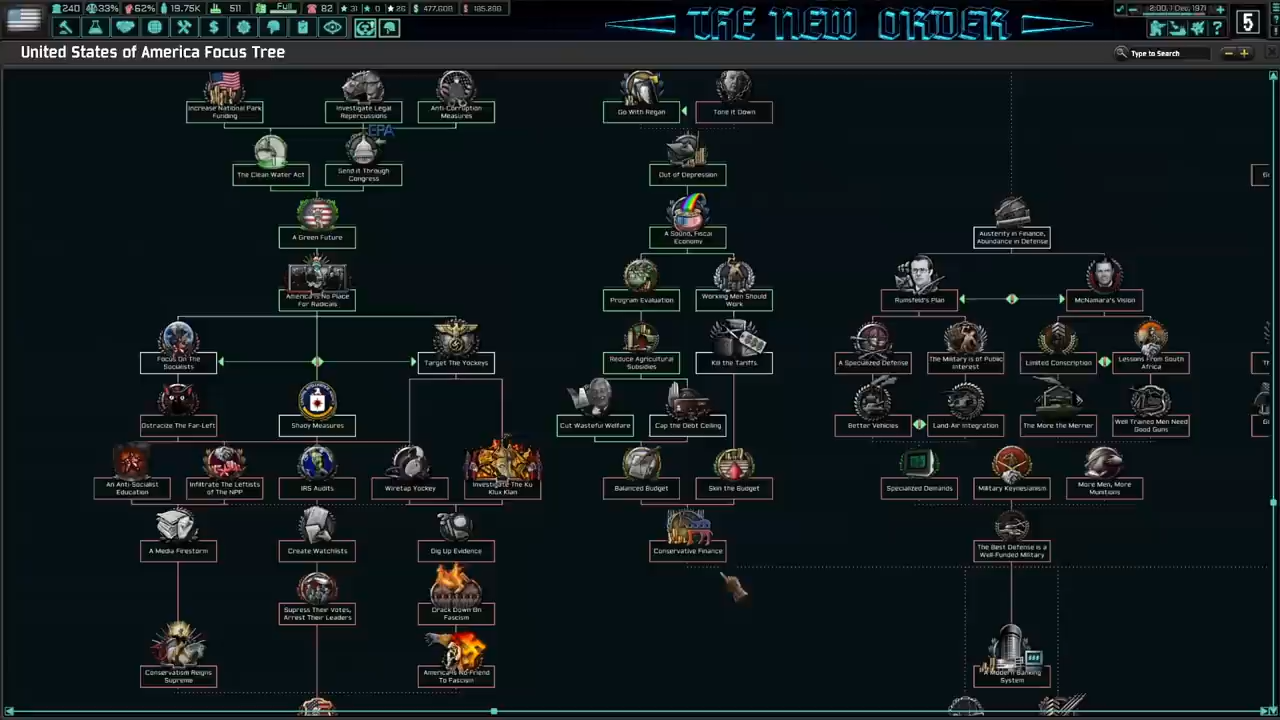 240 33% 62% 19.75K 511 Full 82 31 0 26 477,60B 185.28B
THE NEW ORDER
2:00, 1 Dec, 1971
5
United States of America Focus Tree
Type to Search
Increase National Park Funding
Investigate Legal Repercussions
Anti-Corruption Measures
Go With Regan
Tone it Down
EPA
The Clean Water Act
Send it Through Congress
Out of Depression
A Green Future
A Sound, Fiscal Economy
Austerity in Finance, Abundance in Defense
America Is No Place For Radicals
Program Evaluation
Working Men Should Work
Rumsfeld's Plan
McNamara's Vision
Focus On The Socialists
Target The Yockeys
Reduce Agricultural Subsidies
Kill the Tariffs
A Specialized Defense
The Military is of Public Interest
Limited Conscription
Lessons From South Africa
Ostracize The Far-Left
Shady Measures
Cut Wasteful Welfare
Cap the Debt Ceiling
Better Vehicles
Land-Air Integration
The More the Merrier
Well Trained Men Need Good Guns
An Anti-Socialist Education
Infiltrate The Leftists of The NPP
IRS Audits
Wiretap Yockey
Investigate The Ku Klux Klan
Balanced Budget
Skin the Budget
Specialized Demands
Military Keynesianism
More Men, More Munitions
A Media Firestorm
Create Watchlists
Dig Up Evidence
Conservative Finance
The Best Defense is a Well-Funded Military
Supress Their Votes, Arrest Their Leaders
Crack Down On Fascism
Conservatism Reigns Supreme
America Is No Friend To Fascism
A Modern Banking System